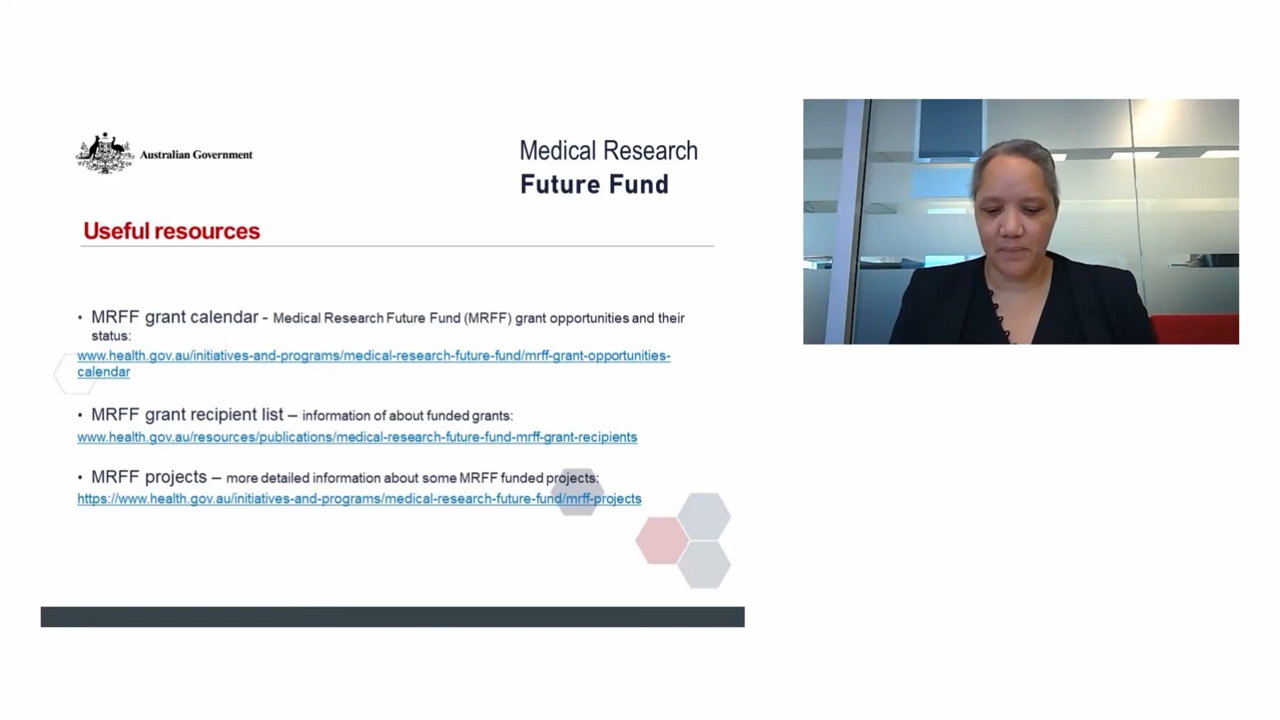 Australian Government
Medical Research
Future Fund
Useful resources
• MRFF grant calendar - Medical Research Future Fund (MRFF) grant opportunities and their
status:
www.health.gov.au/initiatives-and-programs/medical-research-future-fund/mrff-grant-opportunities-
calendar
• MRFF grant recipient list – information of about funded grants:
www.health.gov.au/resources/publications/medical-research-future-fund-mrff-grant-recipients
• MRFF projects – more detailed information about some MRFF funded projects:
https://www.health.gov.au/initiatives-and-programs/medical-research-future-fund/mrff-projects